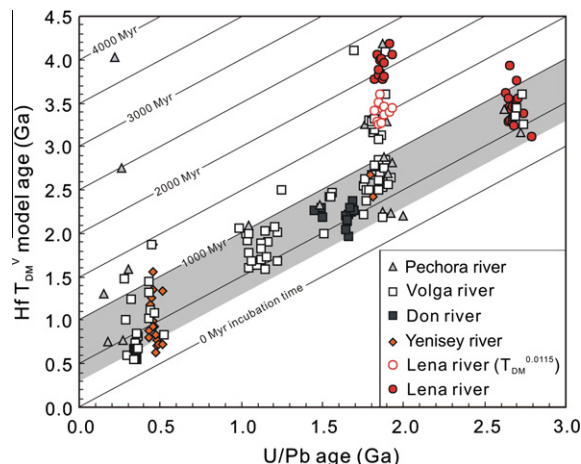 Hf T_DM^V model age (Ga)
4.5
4.0
3.5
3.0
2.5
2.0
1.5
1.0
0.5
0.0
4000 Myr
3000 Myr
2000 Myr
1000 Myr
0 Myr incubation time
Pechora river
Volga river
Don river
Yenisey river
Lena river (T_DM^0.0115)
Lena river
0.0 0.5 1.0 1.5 2.0 2.5 3.0
U/Pb age (Ga)